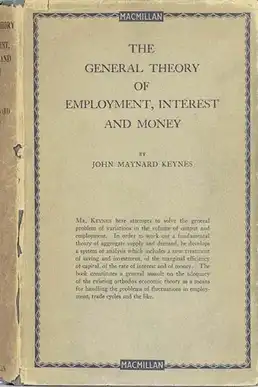 MACMILLAN
THE
GENERAL THEORY
OF
EMPLOYMENT, INTEREST
AND MONEY
BY
JOHN MAYNARD KEYNES
MR. KEYNES here attempts to solve the general
problem of variations in the volume of output and
employment. In order to work out a fundamental
theory of aggregate supply and demand, he develops
a system of analysis which includes a new treatment
of saving and investment, of the marginal efficiency
of capital, of the rate of interest and of money. The
book constitutes a general assault on the adequacy
of the existing orthodox economic theory as a means
for handling the problems of fluctuations in employ-
ment, trade cycles and the like.
MACMILLAN